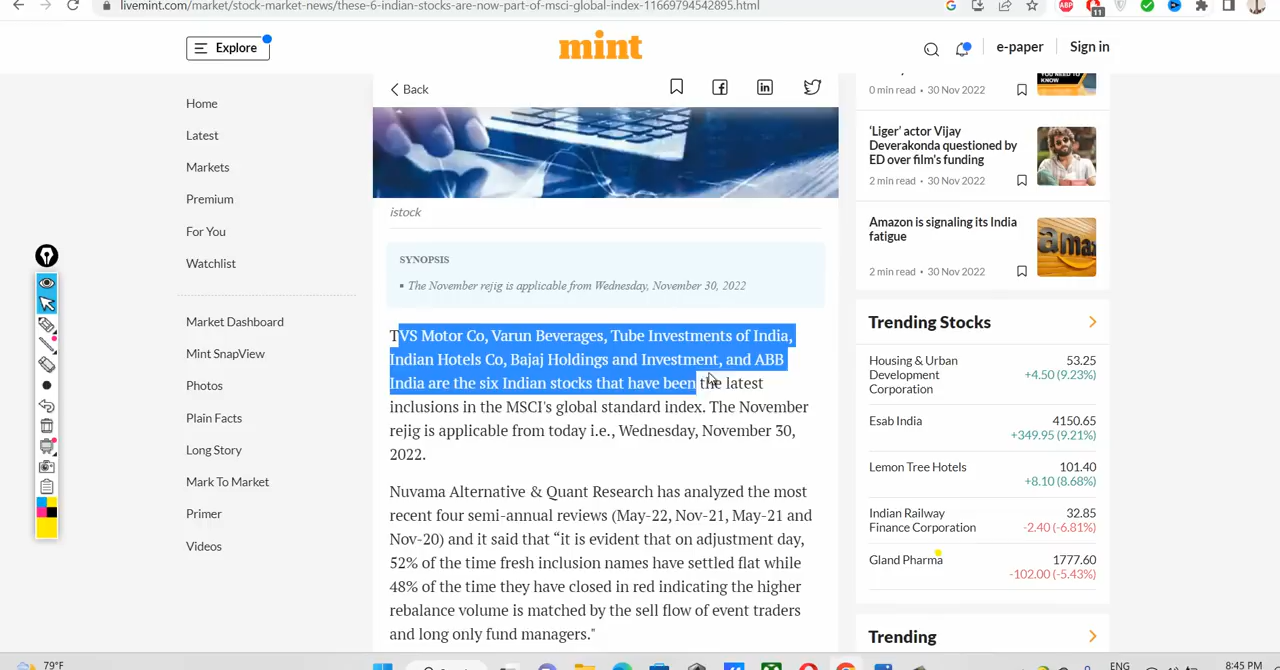 livemint.com/market/stock-market-news/these-6-indian-stocks-are-now-part-of-msci-global-index-11669794542895.html
ABP
11
Explore
mint
e-paper
Sign in
Home
Latest
Markets
Premium
For You
Watchlist
Market Dashboard
Mint SnapView
Photos
Plain Facts
Long Story
Mark To Market
Primer
Videos
Back
istock
SYNOPSIS
▪ The November rejig is applicable from Wednesday, November 30, 2022
TVS Motor Co, Varun Beverages, Tube Investments of India,
Indian Hotels Co, Bajaj Holdings and Investment, and ABB
India are the six Indian stocks that have been the latest
inclusions in the MSCI's global standard index. The November
rejig is applicable from today i.e., Wednesday, November 30,
2022.
Nuvama Alternative & Quant Research has analyzed the most
recent four semi-annual reviews (May-22, Nov-21, May-21 and
Nov-20) and it said that “it is evident that on adjustment day,
52% of the time fresh inclusion names have settled flat while
48% of the time they have closed in red indicating the higher
rebalance volume is matched by the sell flow of event traders
and long only fund managers."
YOU NEED TO
KNOW
0 min read • 30 Nov 2022
‘Liger’ actor Vijay
Deverakonda questioned by
ED over film’s funding
2 min read • 30 Nov 2022
Amazon is signaling its India
fatigue
ama
2 min read • 30 Nov 2022
Trending Stocks
Housing & Urban
Development
Corporation
53.25
+4.50 (9.23%)
Esab India
4150.65
+349.95 (9.21%)
Lemon Tree Hotels
101.40
+8.10 (8.68%)
Indian Railway
Finance Corporation
32.85
-2.40 (-6.81%)
Gland Pharma
1777.60
-102.00 (-5.43%)
Trending
79°F
ENG
8:45 PM